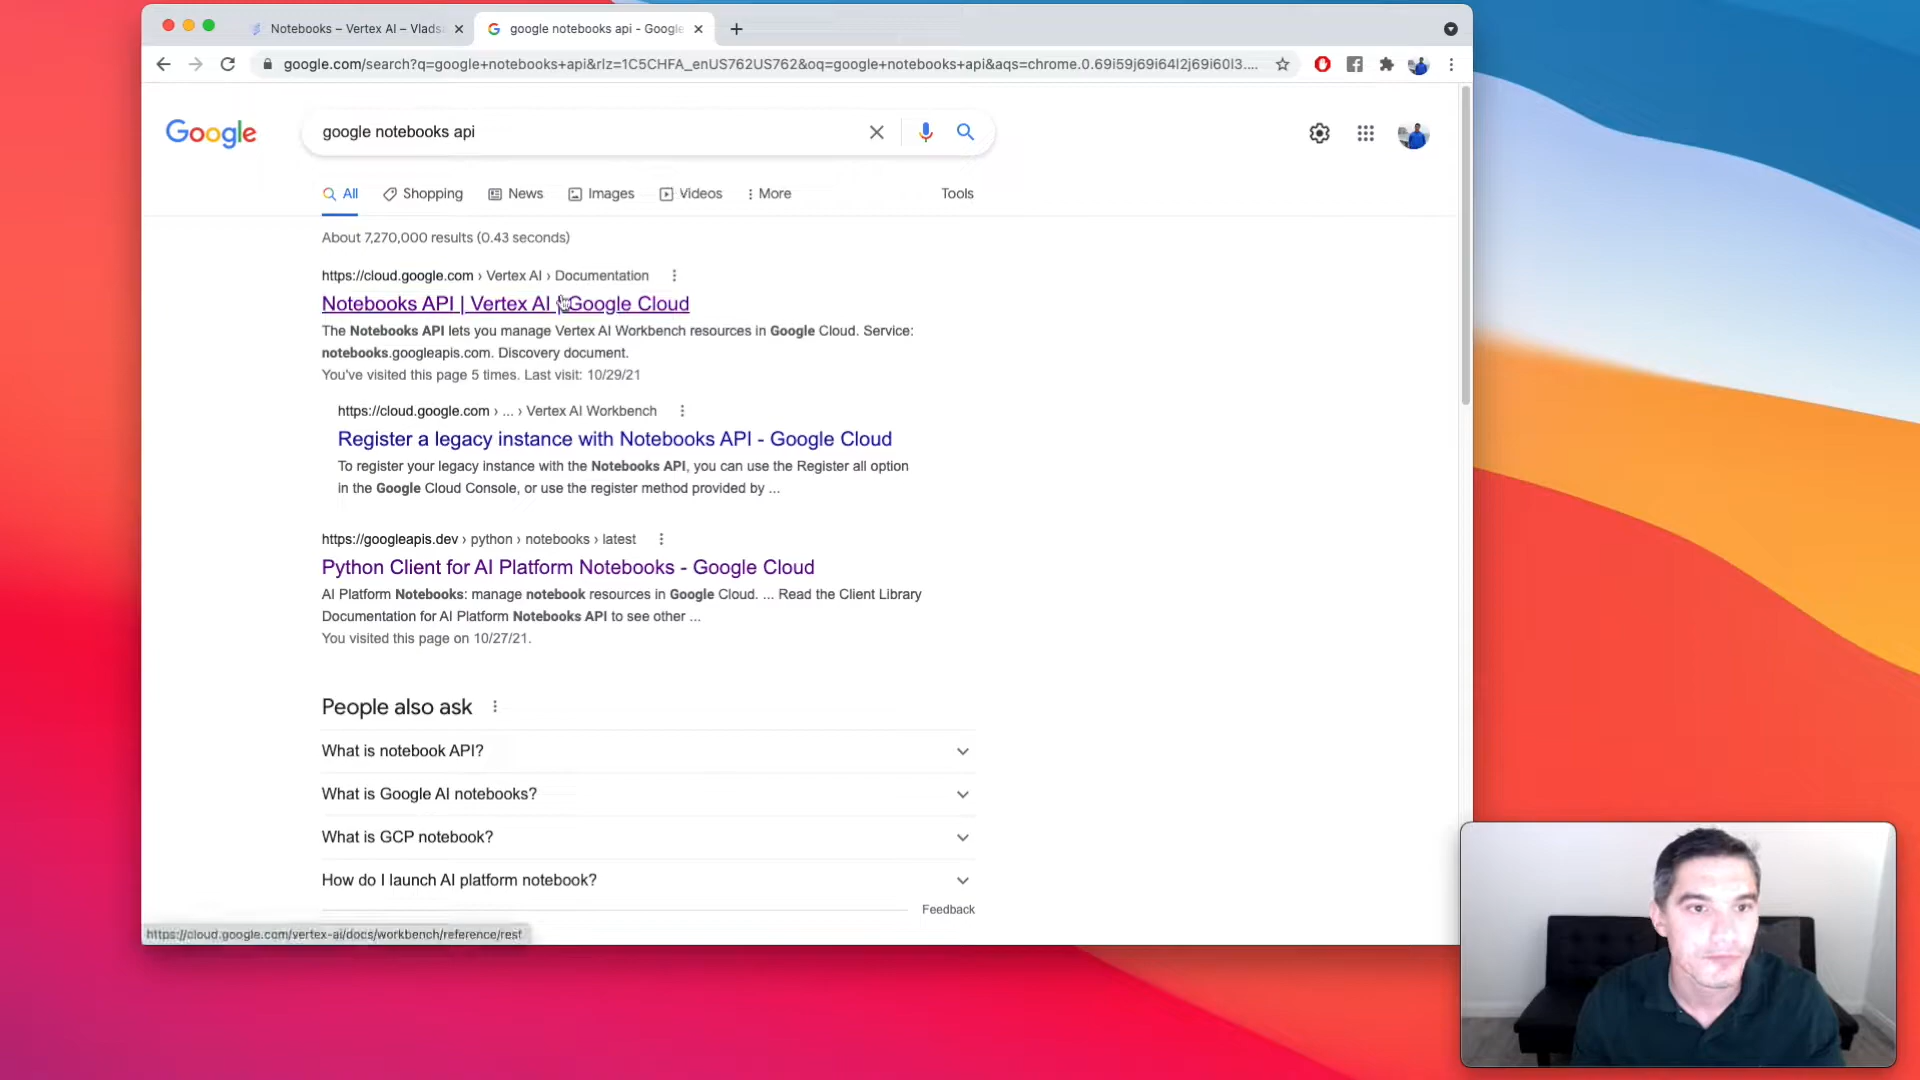 Notebooks – Vertex AI – Vladsa
google notebooks api - Google
google.com/search?q=google+notebooks+api&rlz=1C5CHFA_enUS762US762&oq=google+notebooks+api&aqs=chrome.0.69i59j69i64l2j69i60l3....
Google
google notebooks api
All
Shopping
News
Images
Videos
More
Tools
About 7,270,000 results (0.43 seconds)
https://cloud.google.com › Vertex AI › Documentation
Notebooks API | Vertex AI | Google Cloud
The Notebooks API lets you manage Vertex AI Workbench resources in Google Cloud. Service:
notebooks.googleapis.com. Discovery document.
You've visited this page 5 times. Last visit: 10/29/21
https://cloud.google.com › ... › Vertex AI Workbench
Register a legacy instance with Notebooks API - Google Cloud
To register your legacy instance with the Notebooks API, you can use the Register all option
in the Google Cloud Console, or use the register method provided by ...
https://googleapis.dev › python › notebooks › latest
Python Client for AI Platform Notebooks - Google Cloud
AI Platform Notebooks: manage notebook resources in Google Cloud. ... Read the Client Library
Documentation for AI Platform Notebooks API to see other ...
You visited this page on 10/27/21.
People also ask
What is notebook API?
What is Google AI notebooks?
What is GCP notebook?
How do I launch AI platform notebook?
Feedback
https://cloud.google.com/vertex-ai/docs/workbench/reference/rest